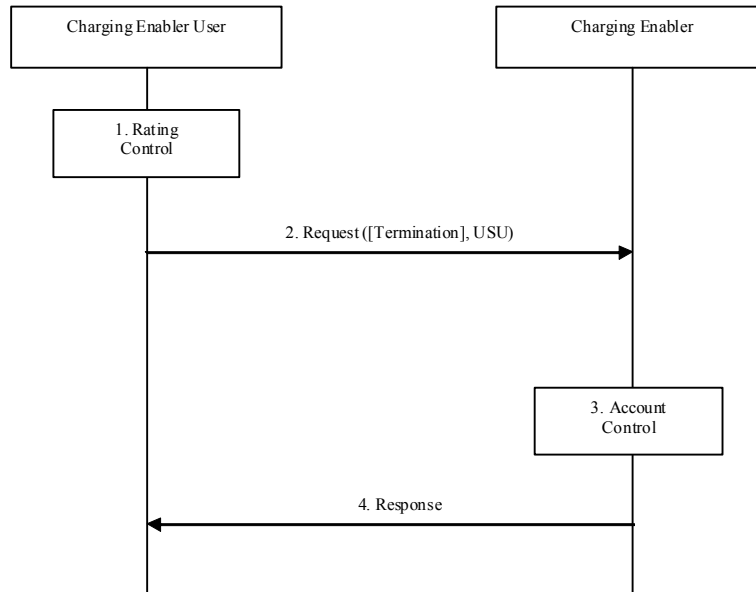 Charging Enabler User
Charging Enabler
1. Rating
Control
2. Request ([Termination], USU)
3. Account
Control
4. Response